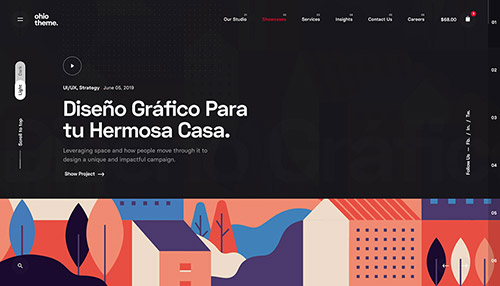 ohio
theme.
Our Studio
Showcases
Services
Insights
Contact Us
Careers
$68.00
Dark
Light
Scroll to top
UI/UX, Strategy June 05, 2019
Diseño Gráfico Para
tu Hermosa Casa.
Leveraging space and how people move through it to
design a unique and impactful campaign.
Show Project
Follow Us — Fb. / In. / Tw.
01
02
03
04
05
06